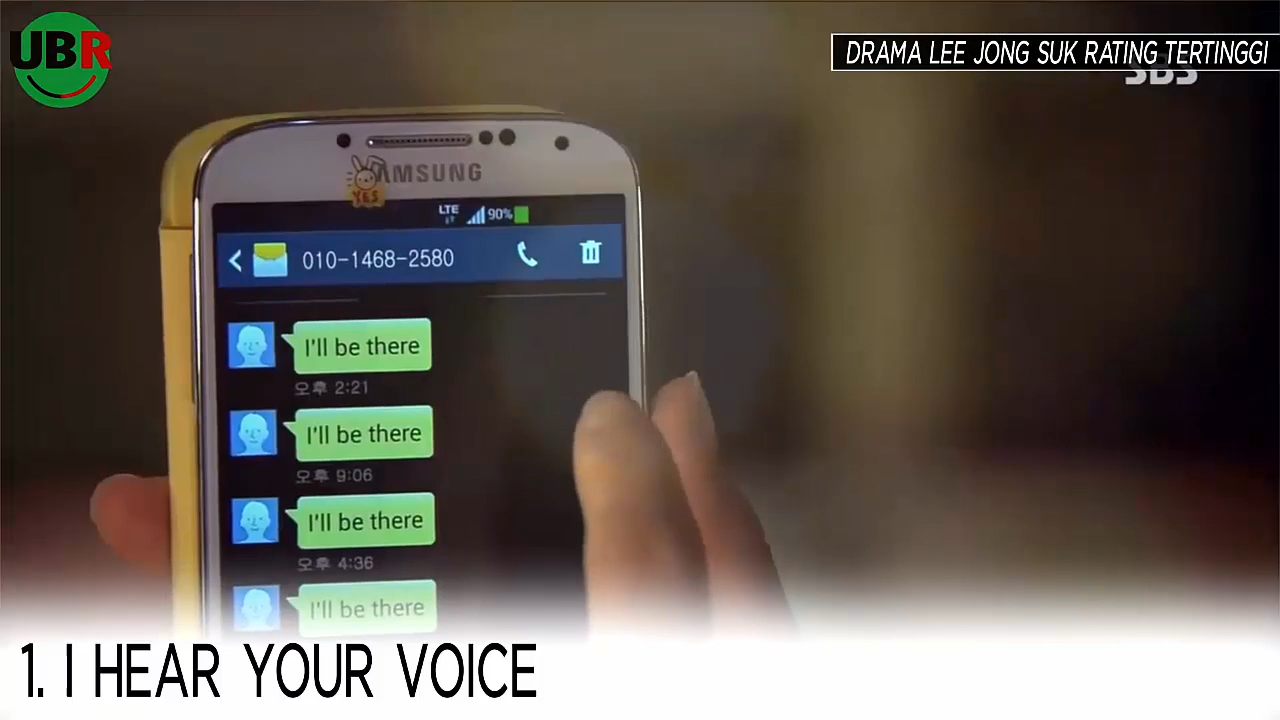 UBR
DRAMA LEE JONG SUK RATING TERTINGGI
SBS
SAMSUNG
YES
LTE
90%
010-1468-2580
I'll be there
오후 2:21
I'll be there
오후 9:06
I'll be there
오후 4:36
I'll be there
1. I HEAR YOUR VOICE